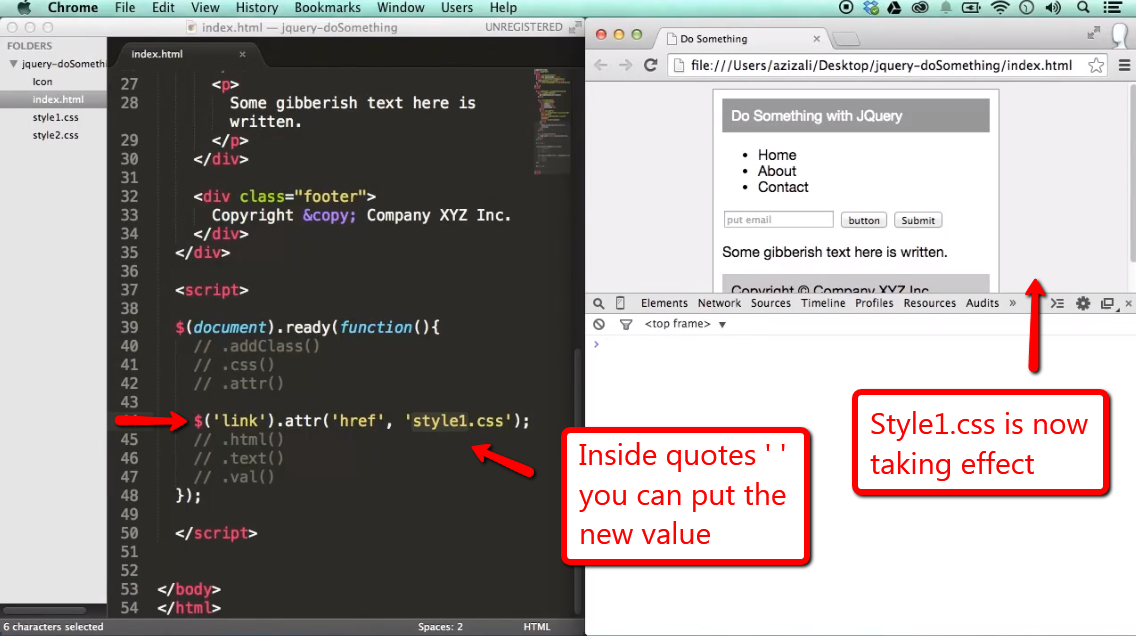 Chrome File Edit View History Bookmarks Window Users Help
index.html — jquery-doSomething
UNREGISTERED
FOLDERS
jquery-doSomethi
Icon
index.html
style1.css
style2.css
index.html
27 <p>
28 Some gibberish text here is
written.
29 </p>
30 </div>
31
32 <div class="footer">
33 Copyright &copy; Company XYZ Inc.
34 </div>
35 </div>
36
37 <script>
38
39 $(document).ready(function(){
40 // .addClass()
41 // .css()
42 // .attr()
43
$('link').attr('href', 'style1.css');
45 // .html()
46 // .text()
47 // .val()
48 });
49
50 </script>
51
52
53 </body>
54 </html>
6 characters selected
Spaces: 2
HTML
Do Something
file:///Users/azizali/Desktop/jquery-doSomething/index.html
Do Something with JQuery
• Home
• About
• Contact
put email
button
Submit
Some gibberish text here is written.
Copyright © Company XYZ Inc.
Elements Network Sources Timeline Profiles Resources Audits »
<top frame>
Inside quotes ' '
you can put the
new value
Style1.css is now
taking effect